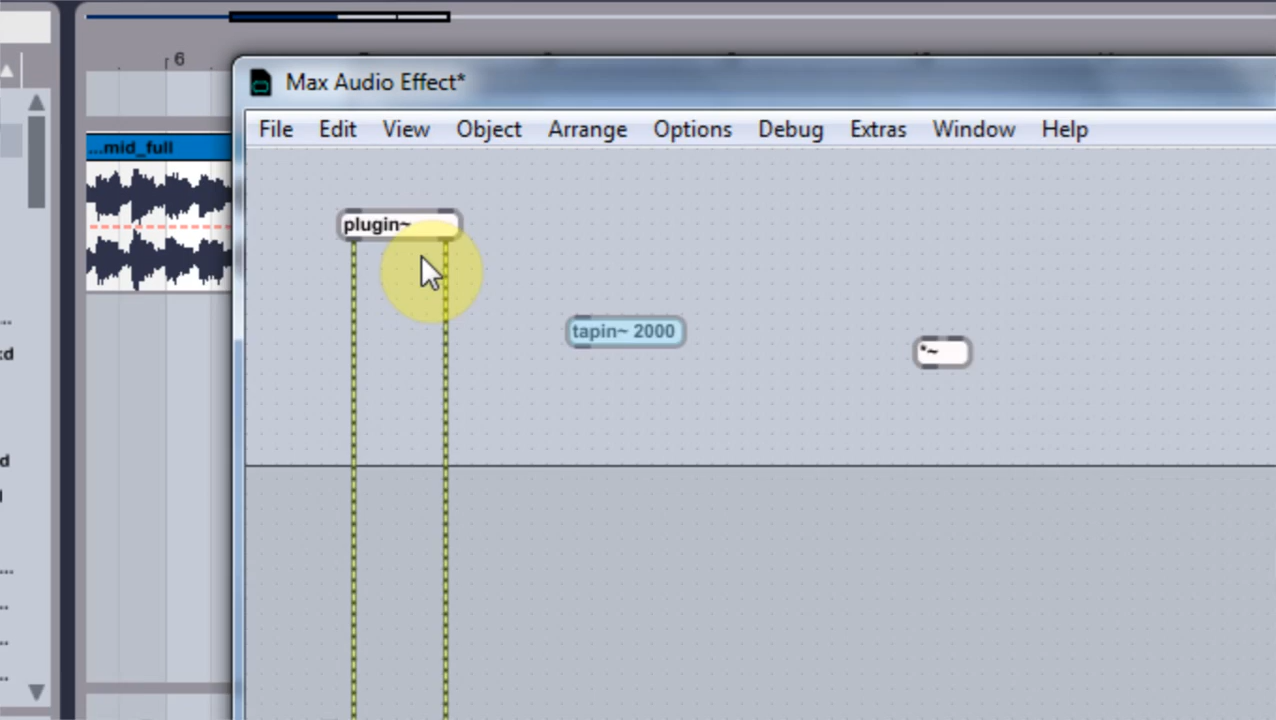 6
Max Audio Effect*
File Edit View Object Arrange Options Debug Extras Window Help
...mid_full
plugin~
tapin~ 2000
*~
...
d
...
..
..
..